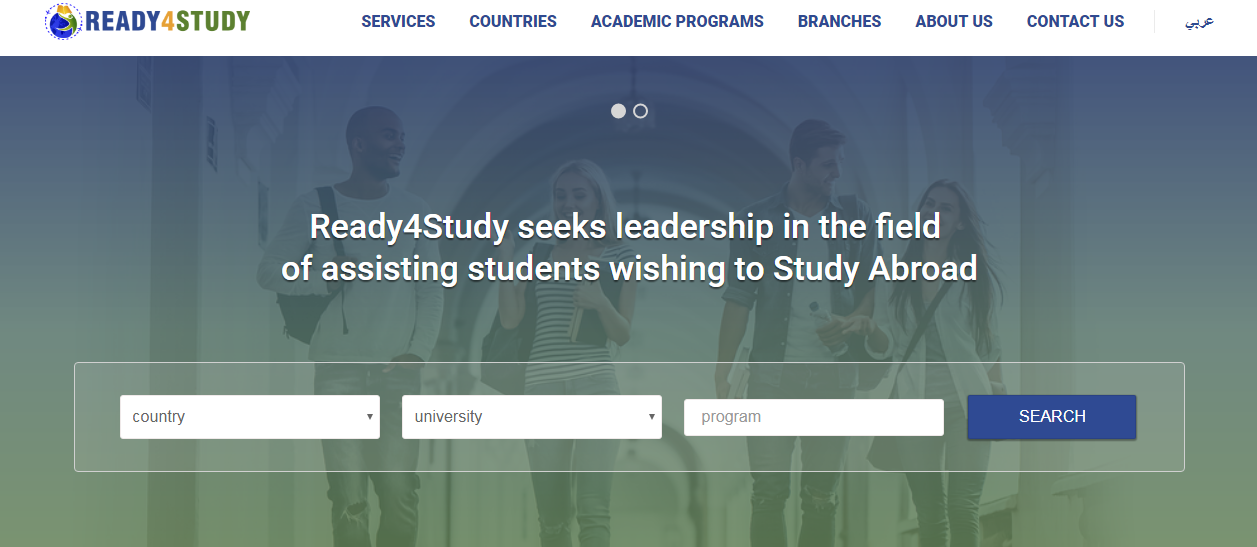 READY4STUDY
SERVICES
COUNTRIES
ACADEMIC PROGRAMS
BRANCHES
ABOUT US
CONTACT US
عربي
Ready4Study seeks leadership in the field
of assisting students wishing to Study Abroad
country
university
program
SEARCH